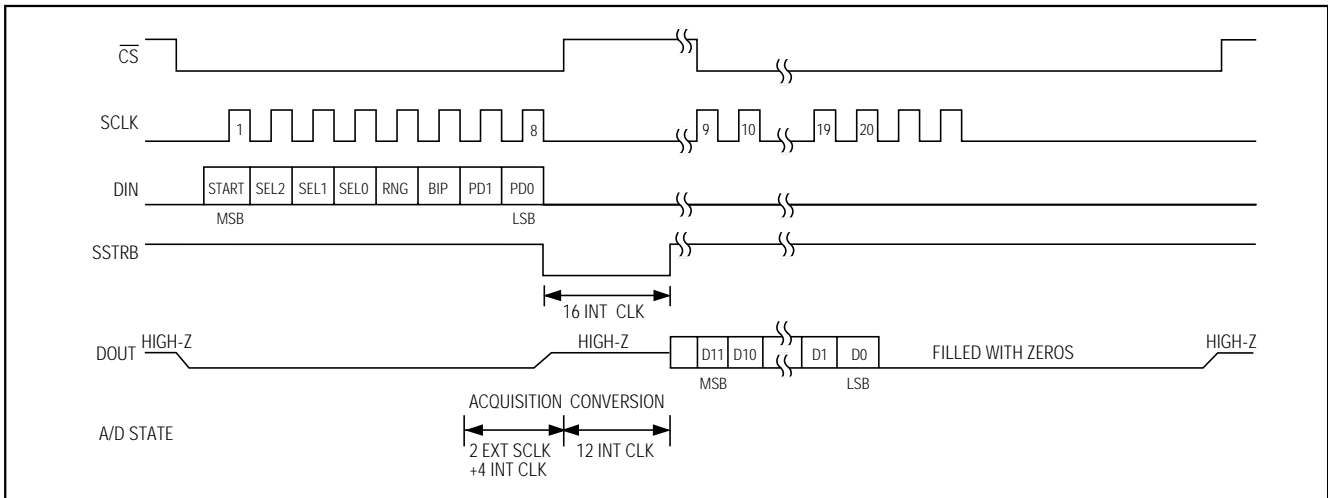 CS
SCLK
1 8 9 10 19 20
DIN
START SEL2 SEL1 SEL0 RNG BIP PD1 PD0
MSB LSB
SSTRB
16 INT CLK
DOUT HIGH-Z HIGH-Z D11 D10 D1 D0 FILLED WITH ZEROS HIGH-Z
MSB LSB
ACQUISITION CONVERSION
A/D STATE
2 EXT SCLK 12 INT CLK
+4 INT CLK